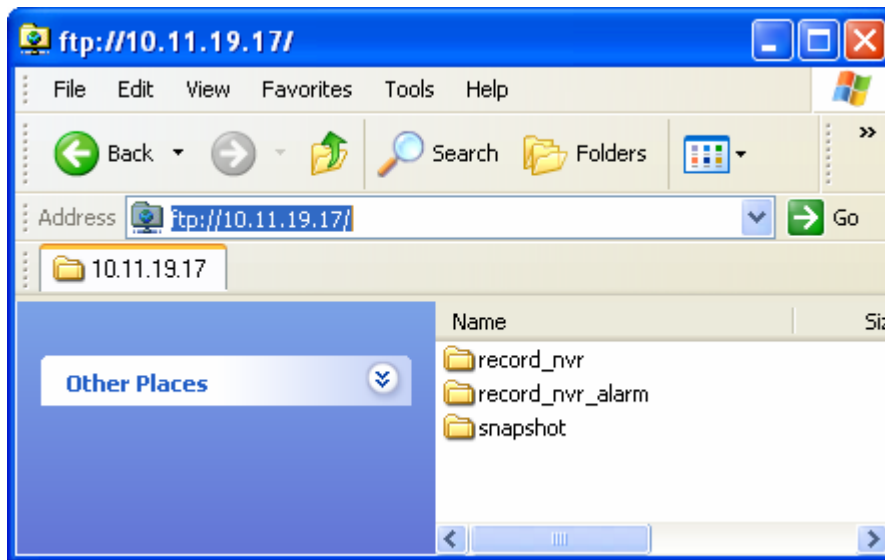 ftp://10.11.19.17/
File Edit View Favorites Tools Help
Back Search Folders »
Address ftp://10.11.19.17/ Go
10.11.19.17
Name Siz
Other Places
record_nvr
record_nvr_alarm
snapshot